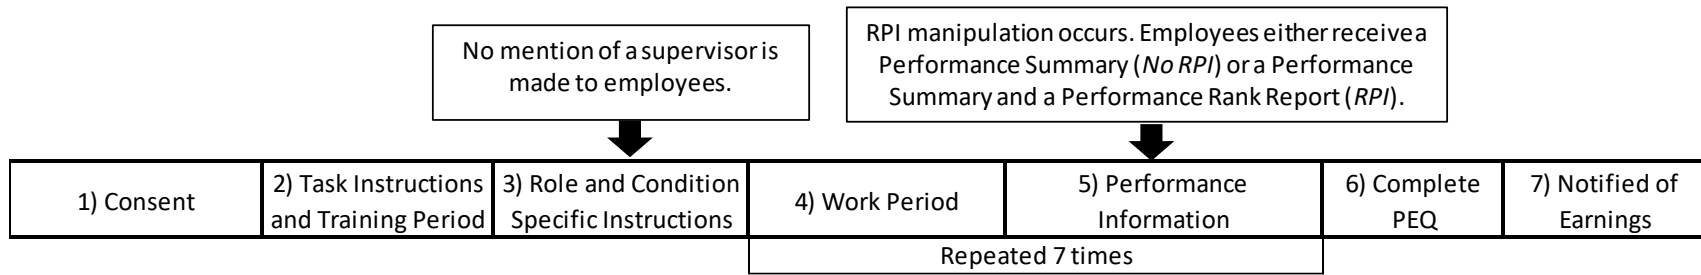 No mention of a supervisor is
made to employees.
RPI manipulation occurs. Employees either receive a
Performance Summary (No RPI) or a Performance
Summary and a Performance Rank Report (RPI).
1) Consent
2) Task Instructions
and Training Period
3) Role and Condition
Specific Instructions
4) Work Period
5) Performance
Information
6) Complete
PEQ
7) Notified of
Earnings
Repeated 7 times